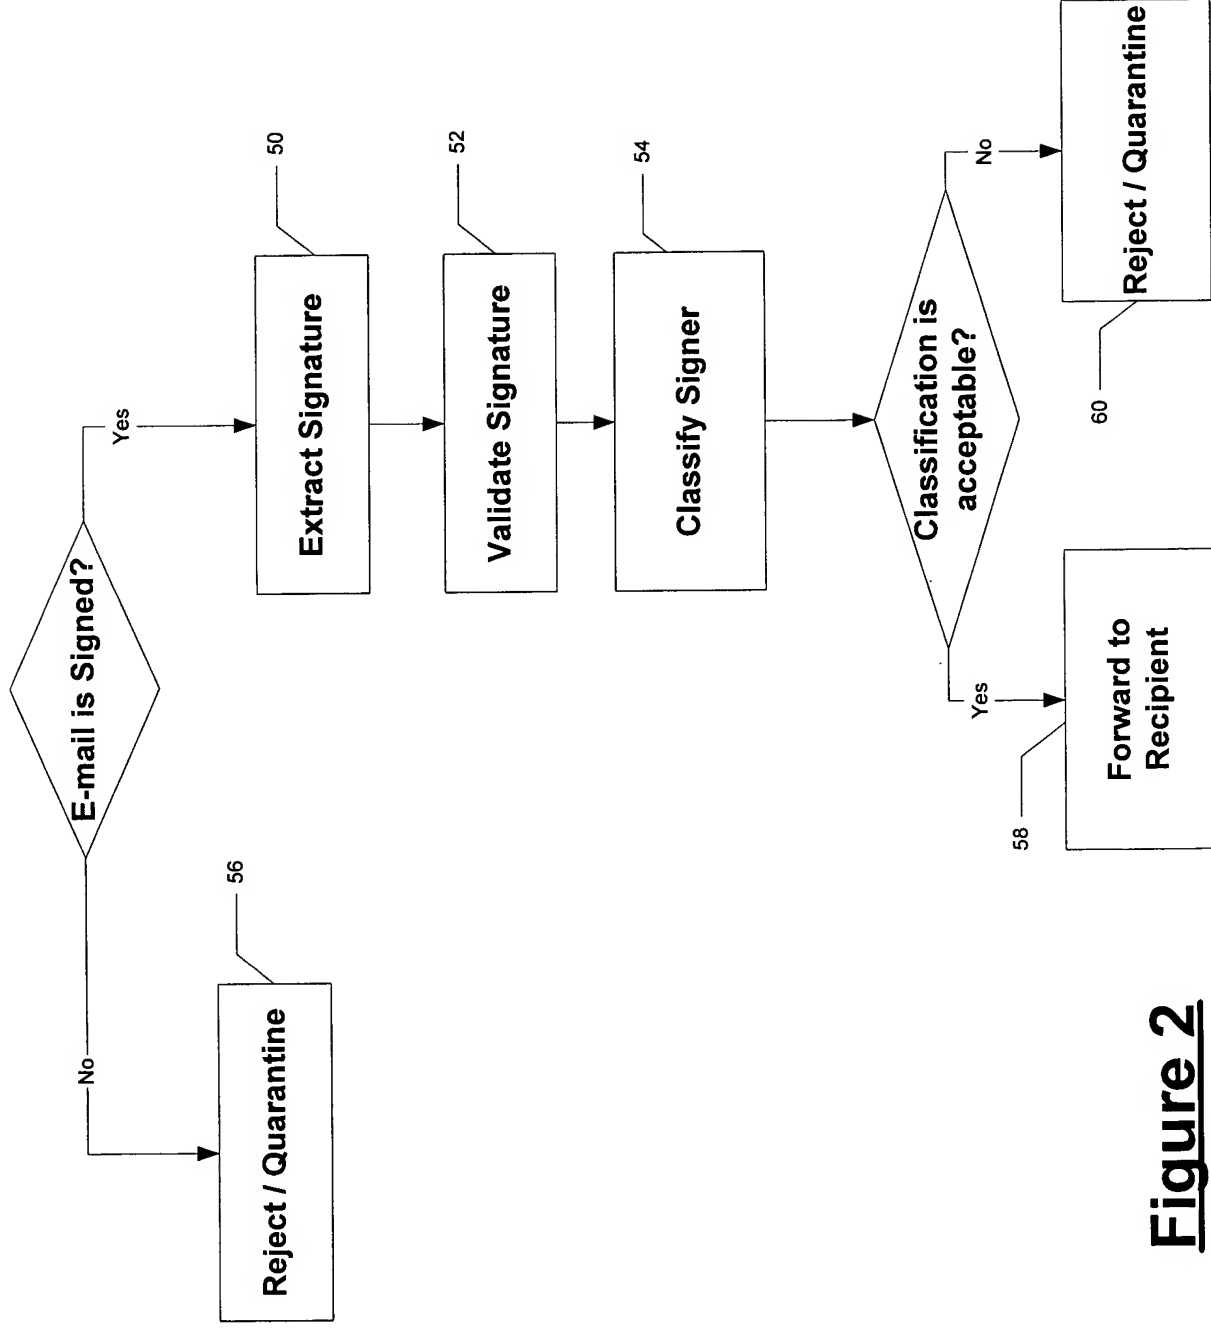 E-mail is Signed?
No
Yes
56
Reject / Quarantine
50
Extract Signature
52
Validate Signature
54
Classify Signer
Classification is
acceptable?
Yes
No
58
Forward to
Recipient
60
Reject / Quarantine
Figure 2